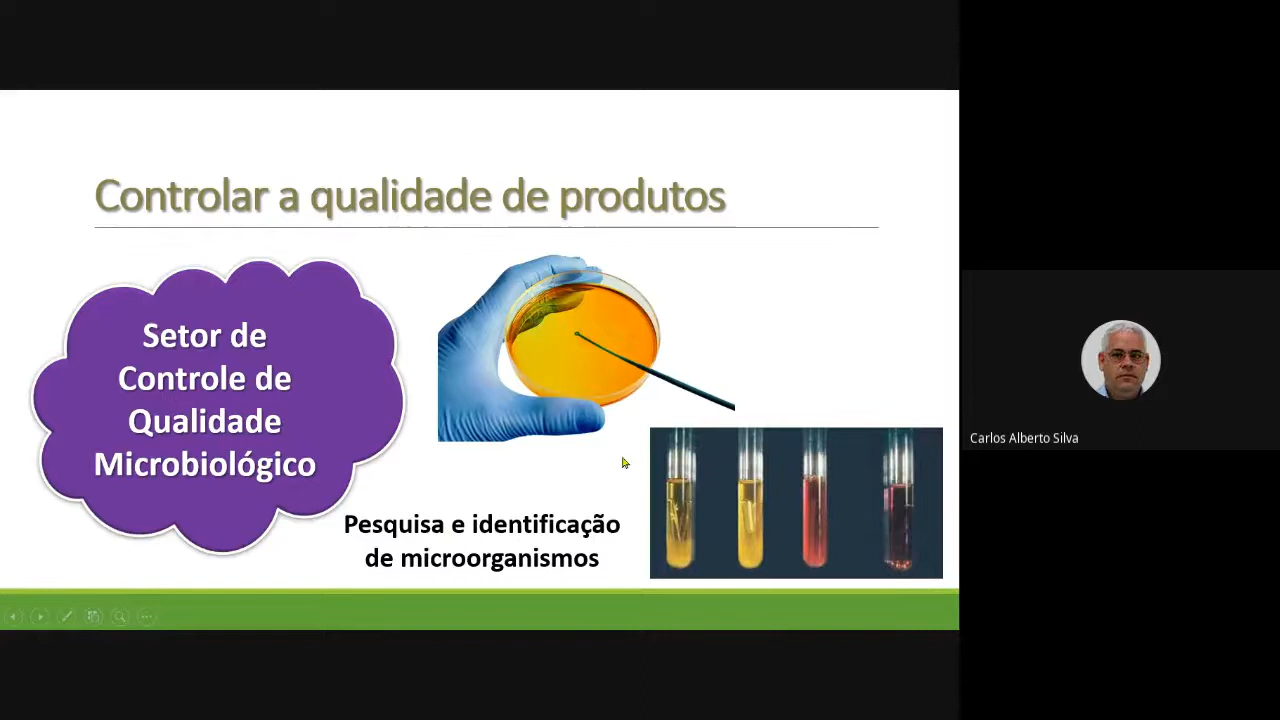 Controlar a qualidade de produtos
Setor de
Controle de
Qualidade
Microbiológico
Pesquisa e identificação
de microorganismos
Carlos Alberto Silva